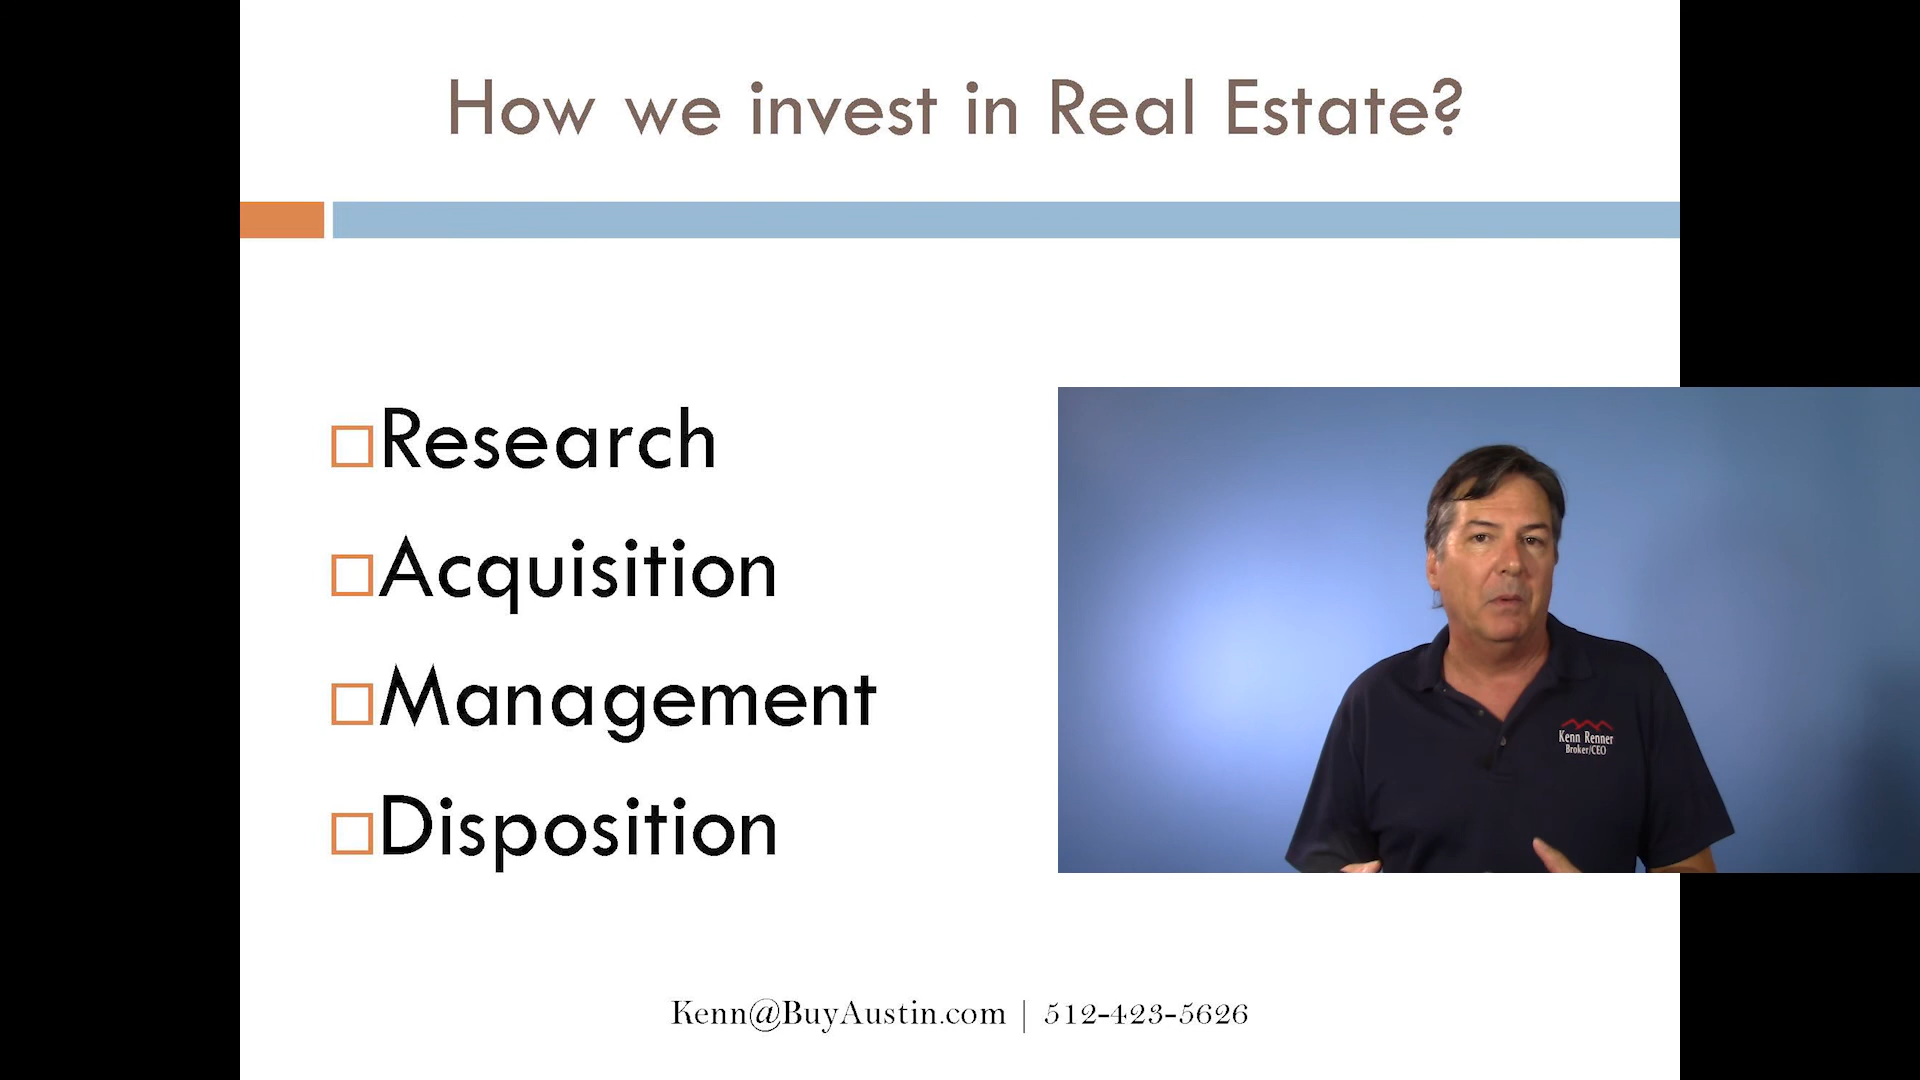 How we invest in Real Estate?
Research
Acquisition
Management
Disposition
Kenn Renner
Broker/CEO
Kenn@BuyAustin.com | 512-423-5626